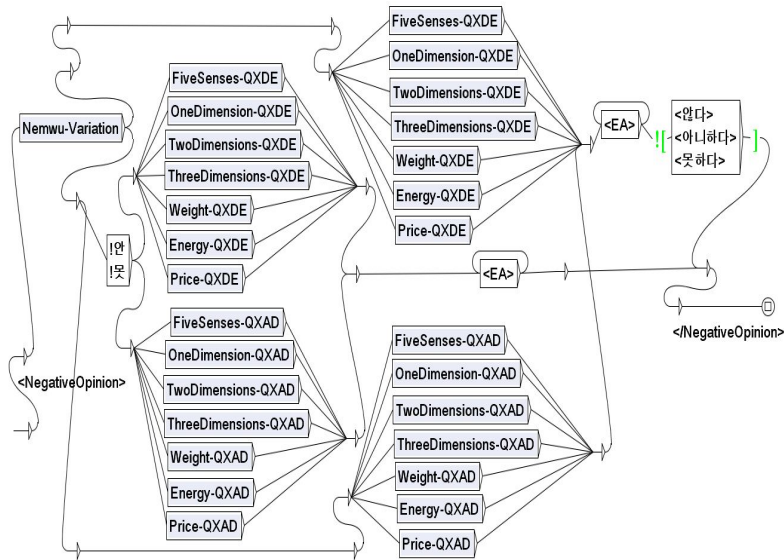 Nemwu-Variation
<NegativeOpinion>
!안
!못
FiveSenses-QXDE
OneDimension-QXDE
TwoDimensions-QXDE
ThreeDimensions-QXDE
Weight-QXDE
Energy-QXDE
Price-QXDE
FiveSenses-QXAD
OneDimension-QXAD
TwoDimensions-QXAD
ThreeDimensions-QXAD
Weight-QXAD
Energy-QXAD
Price-QXAD
FiveSenses-QXDE
OneDimension-QXDE
TwoDimensions-QXDE
ThreeDimensions-QXDE
Weight-QXDE
Energy-QXDE
Price-QXDE
FiveSenses-QXAD
OneDimension-QXAD
TwoDimensions-QXAD
ThreeDimensions-QXAD
Weight-QXAD
Energy-QXAD
Price-QXAD
<EA>
<EA>
![
<않다>
<아니하다>
<못하다>
]
</NegativeOpinion>